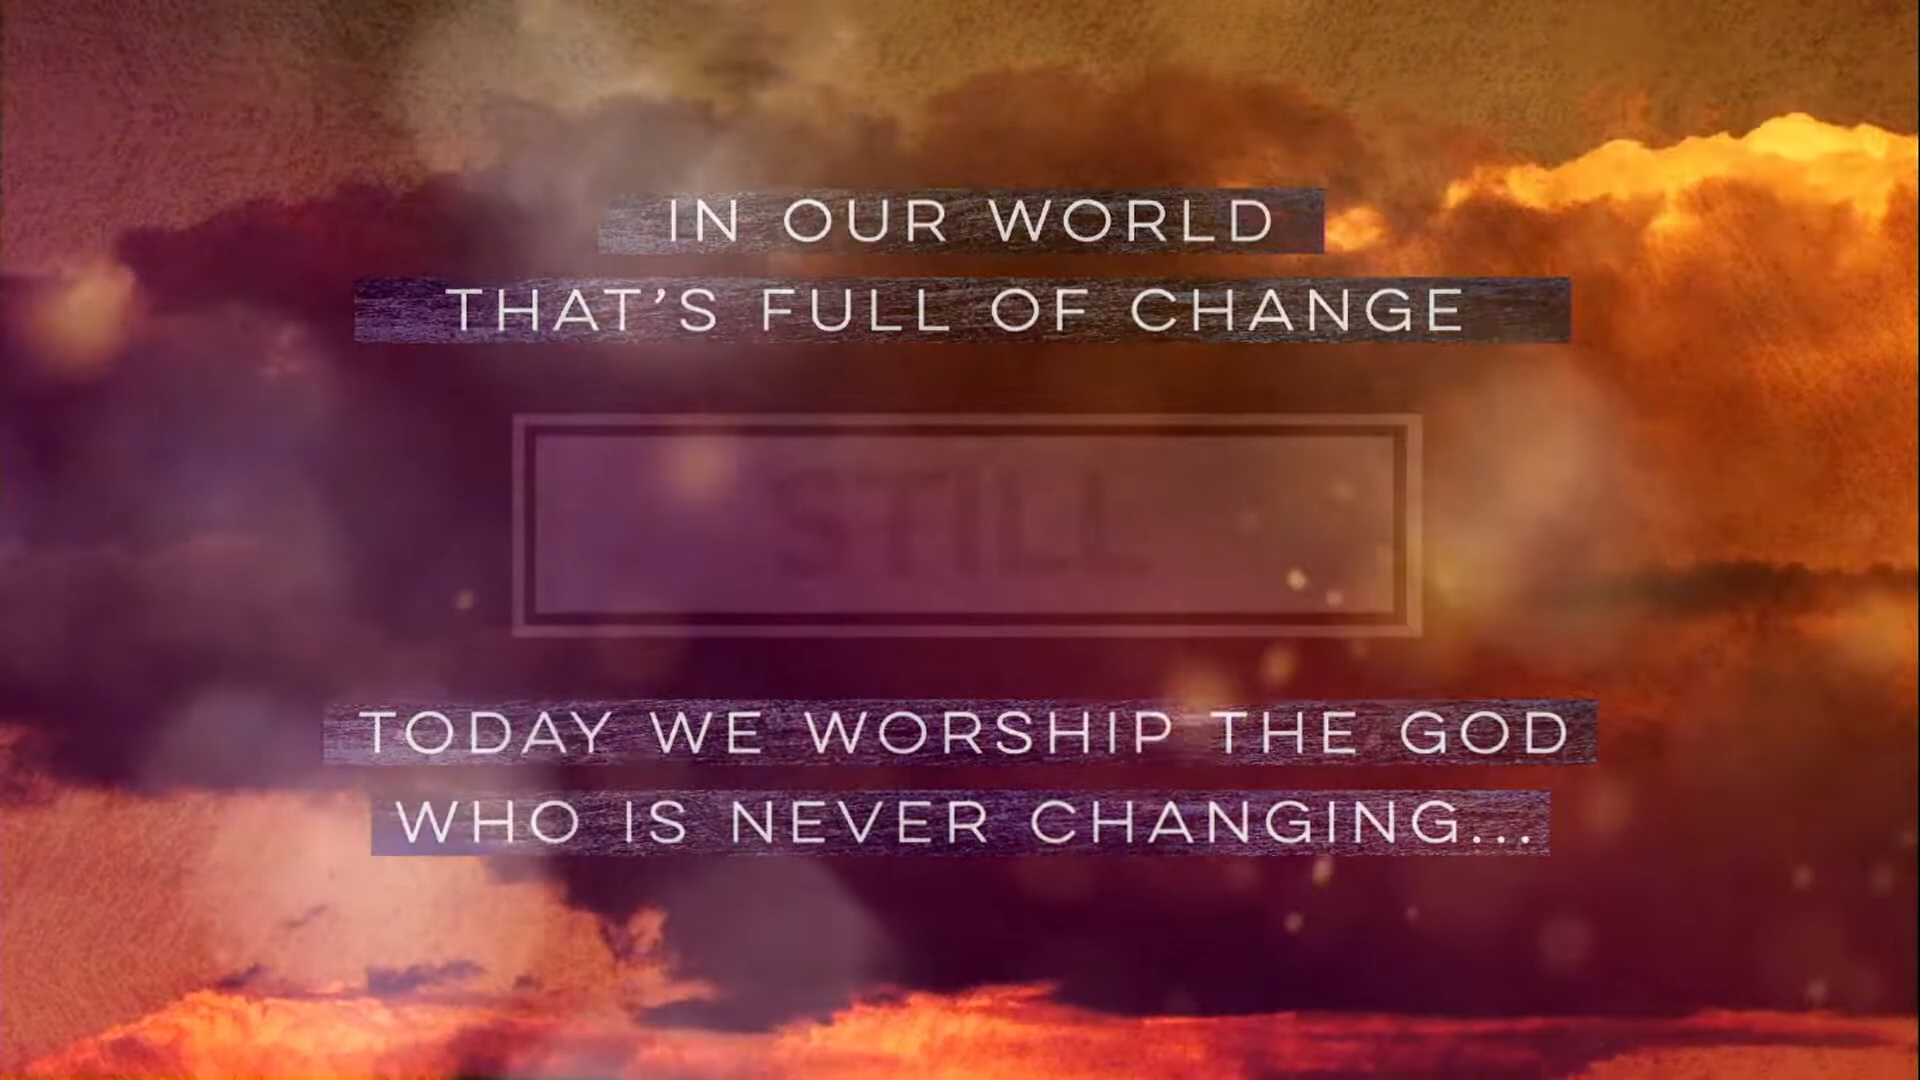 IN OUR WORLD
THAT'S FULL OF CHANGE
STILL
TODAY WE WORSHIP THE GOD
WHO IS NEVER CHANGING...